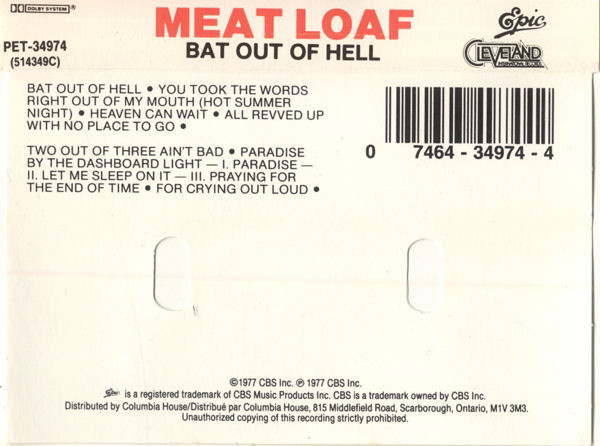 DOLBY SYSTEM ®
MEAT LOAF
Epic
PET-34974
BAT OUT OF HELL
(514349C)
CLEVELAND
INTERNATIONAL RECORDS
BAT OUT OF HELL • YOU TOOK THE WORDS
RIGHT OUT OF MY MOUTH (HOT SUMMER
NIGHT) • HEAVEN CAN WAIT • ALL REVVED UP
WITH NO PLACE TO GO •
TWO OUT OF THREE AIN'T BAD • PARADISE
BY THE DASHBOARD LIGHT — I. PARADISE —
II. LET ME SLEEP ON IT — III. PRAYING FOR
THE END OF TIME • FOR CRYING OUT LOUD •
0 7464-34974-4
©1977 CBS Inc. ℗ 1977 CBS Inc.
Epic is a registered trademark of CBS Music Products Inc. CBS is a trademark owned by CBS Inc.
Distributed by Columbia House/Distribué par Columbia House, 815 Middlefield Road, Scarborough, Ontario, M1V 3M3.
Unauthorized copying of this recording strictly prohibited.